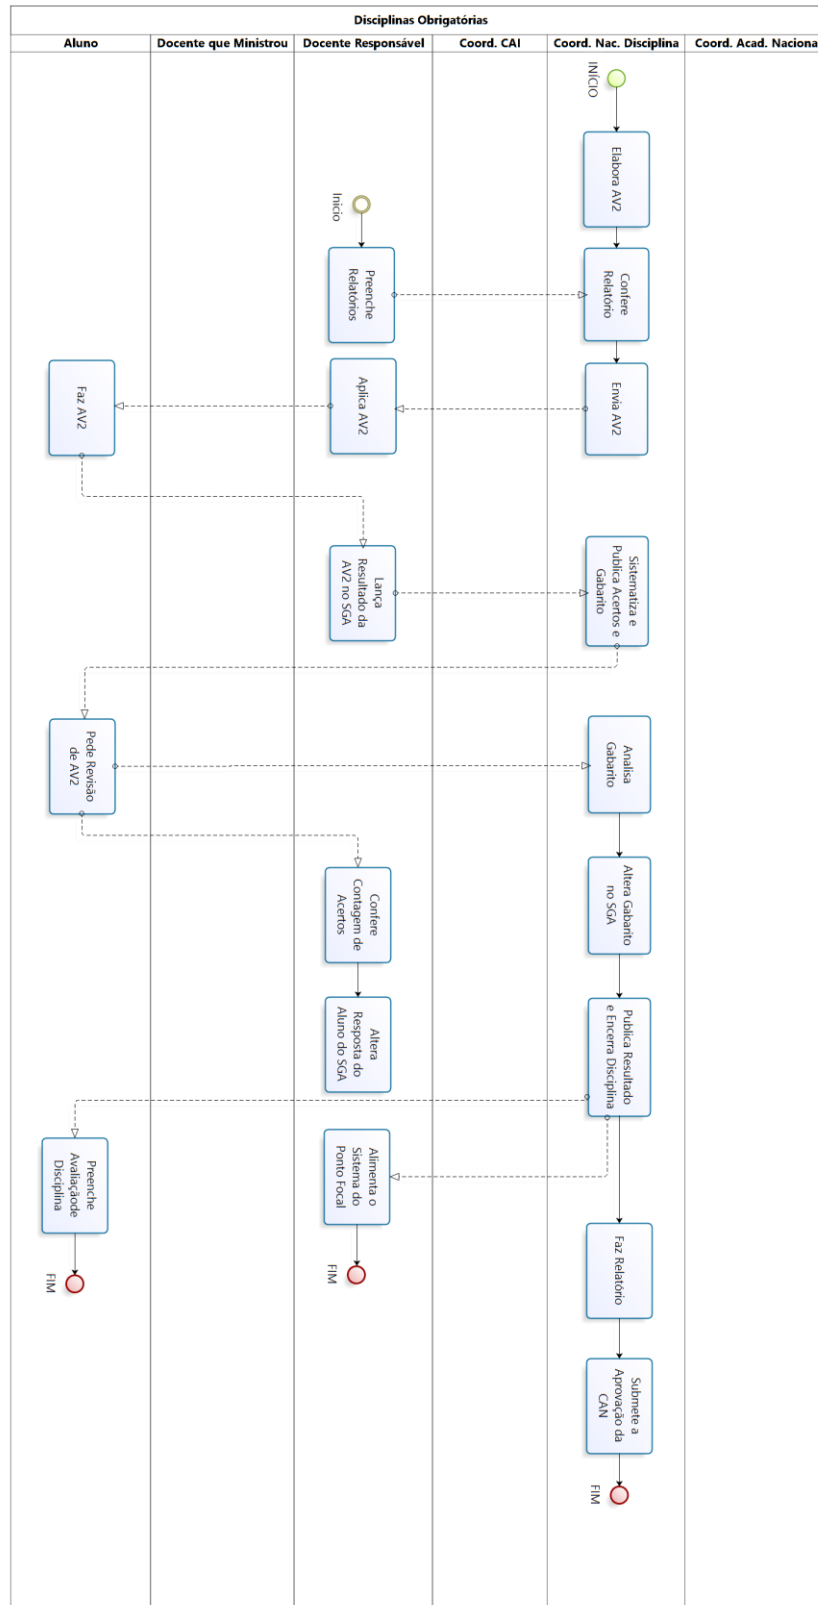 Disciplinas Obrigatórias
Aluno
Docente que Ministrou
Docente Responsável
Coord. CAI
Coord. Nac. Disciplina
Coord. Acad. Naciona
INÍCIO
Elabora AV2
Inicio
Preenche
Relatórios
Confere
Relatório
Faz AV2
Aplica AV2
Envia AV2
Lança
Resultado da
AV2 no SGA
Sistematiza e
Publica Acertos e
Gabarito
Pede Revisão
de AV2
Analisa
Gabarito
Confere
Contagem de
Acertos
Altera Gabarito
no SGA
Altera
Resposta do
Aluno do SGA
Publica Resultado
e Encerra Disciplina
Preenche
Avaliaçãode
Disciplina
Alimenta o
Sistema do
Ponto Focal
Faz Relatório
FIM
FIM
Submete a
Aprovação da
CAN
FIM